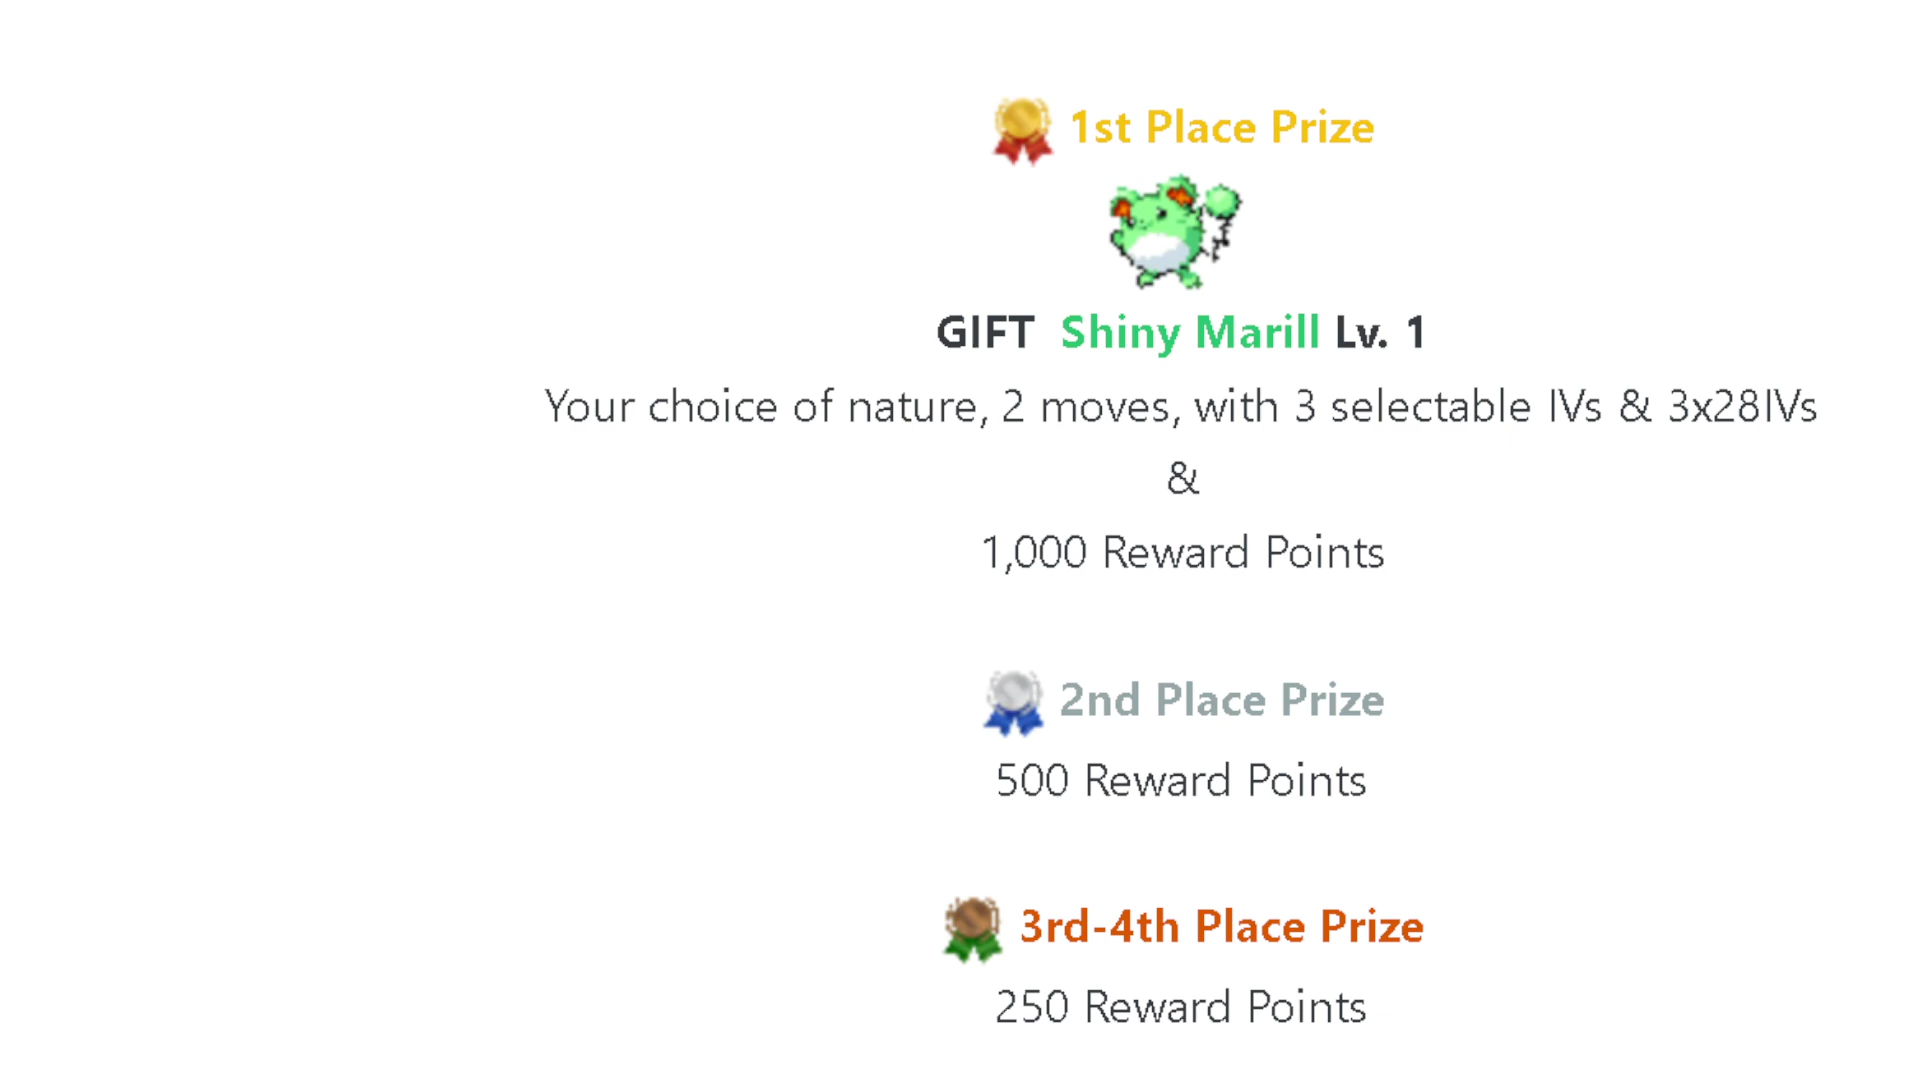 1st Place Prize
GIFT Shiny Marill Lv. 1
Your choice of nature, 2 moves, with 3 selectable IVs & 3x28IVs
&
1,000 Reward Points
2nd Place Prize
500 Reward Points
3rd-4th Place Prize
250 Reward Points